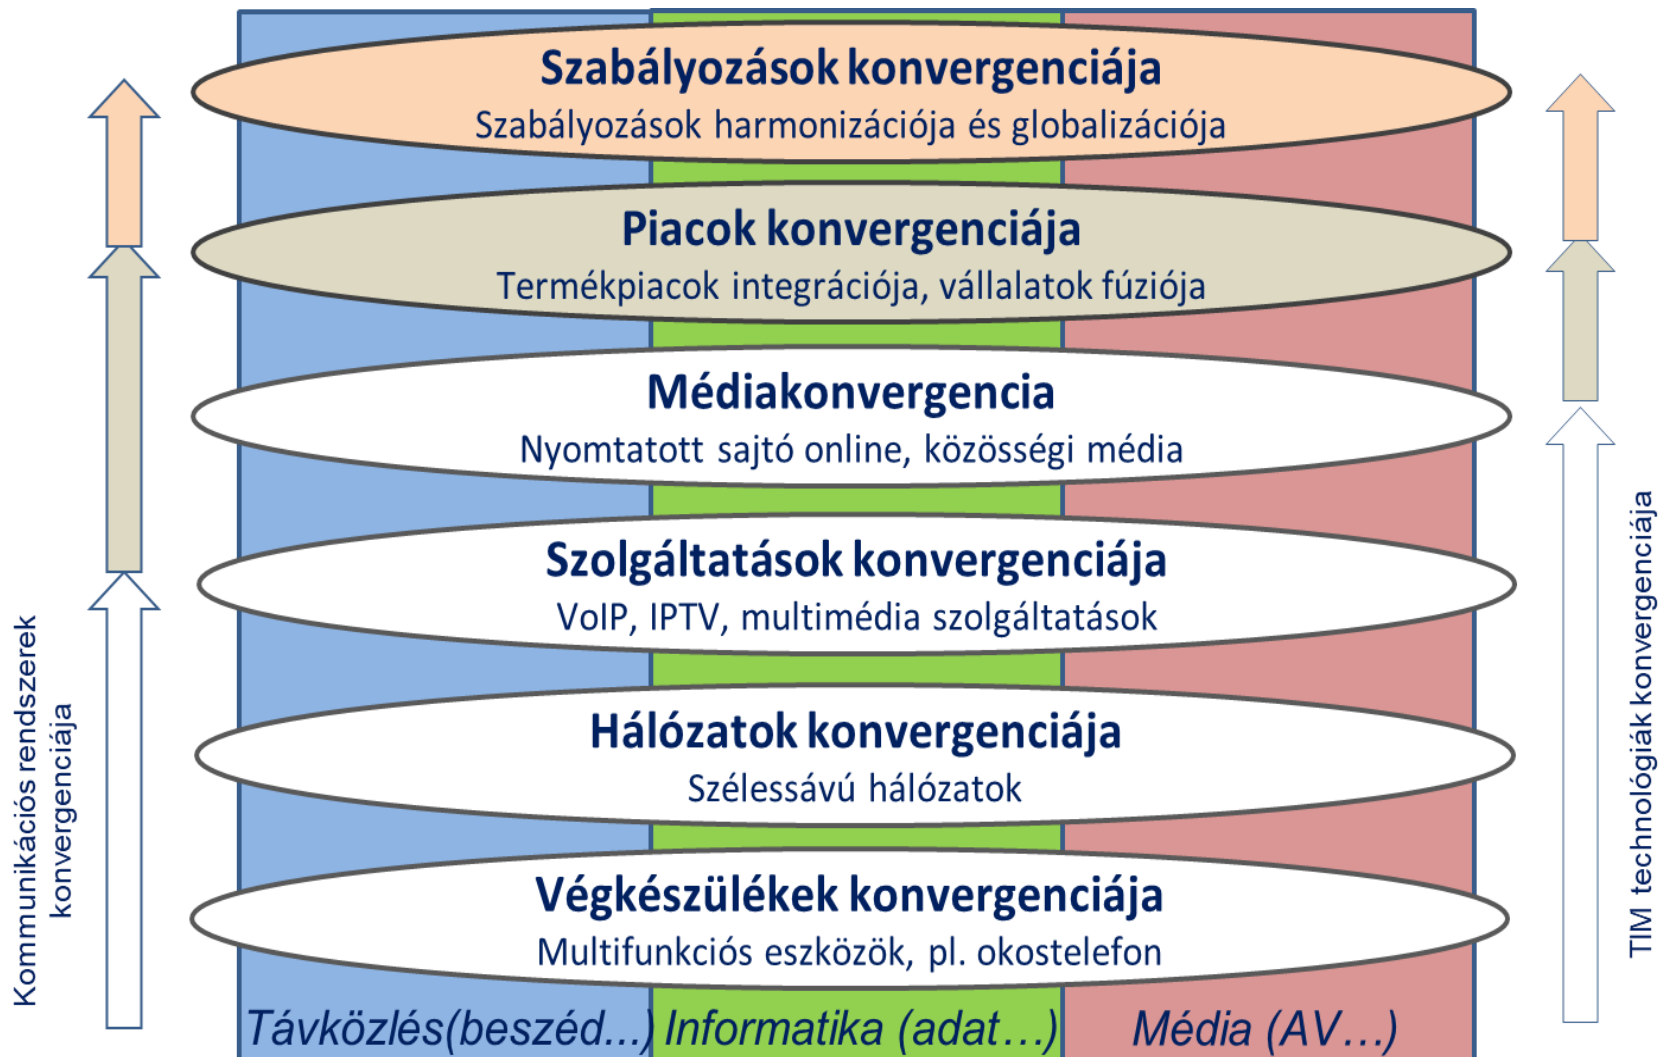 Szabályozások konvergenciája
Szabályozások harmonizációja és globalizációja
Piacok konvergenciája
Termékpiacok integrációja, vállalatok fúziója
Médiakonvergencia
Nyomtatott sajtó online, közösségi média
Szolgáltatások konvergenciája
VoIP, IPTV, multimédia szolgáltatások
Hálózatok konvergenciája
Szélessávú hálózatok
Végkészülékek konvergenciája
Multifunkciós eszközök, pl. okostelefon
Távközlés(beszéd...)
Informatika (adat...)
Média (AV...)
Kommunikációs rendszerek
konvergenciája
TIM technológiák konvergenciája